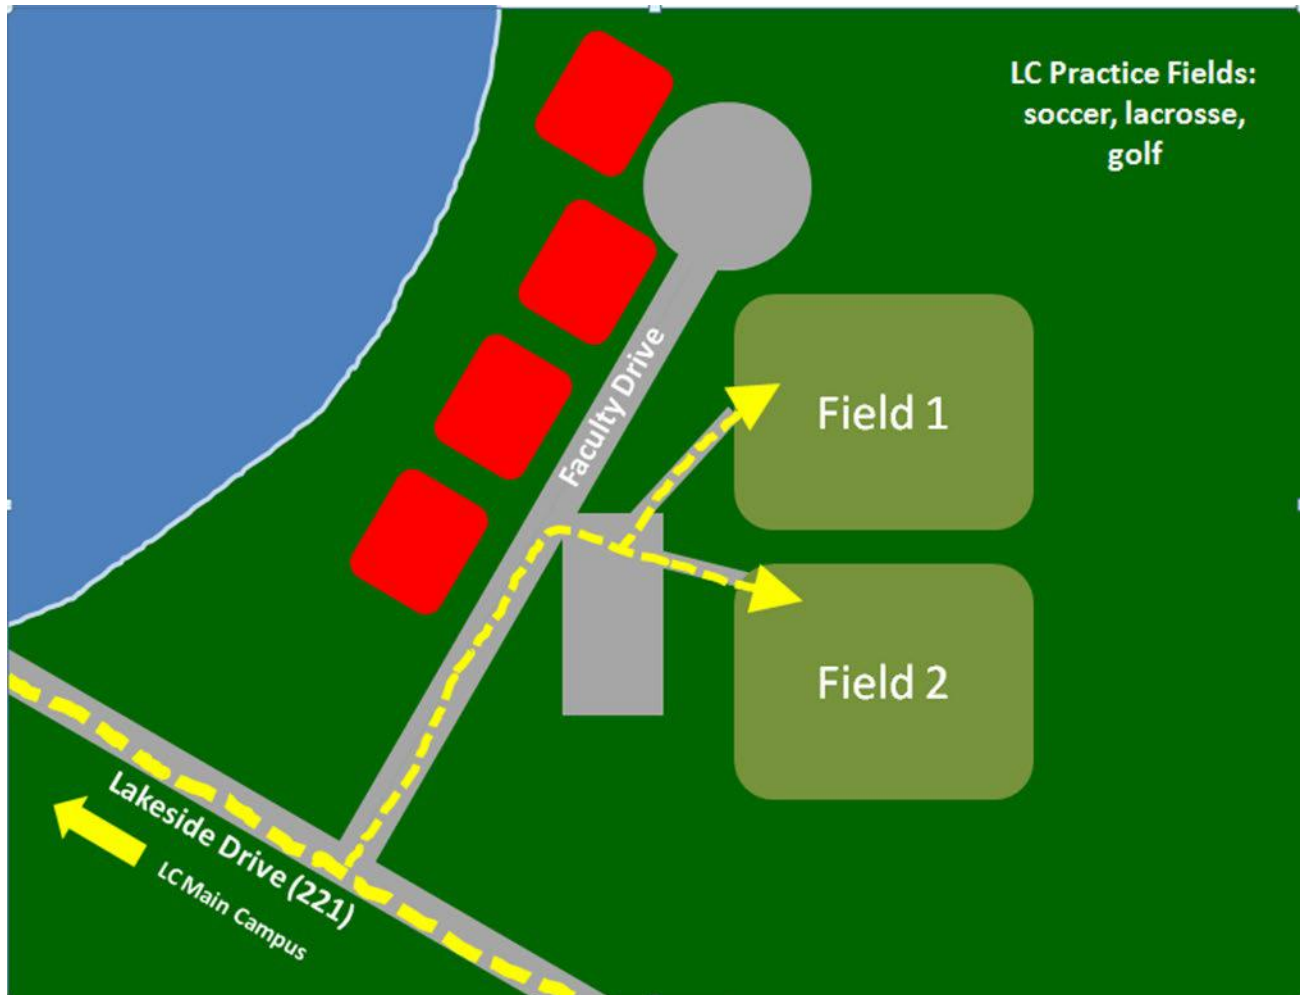 LC Practice Fields:
soccer, lacrosse,
golf
Faculty Drive
Field 1
Field 2
Lakeside Drive (221)
LC Main Campus